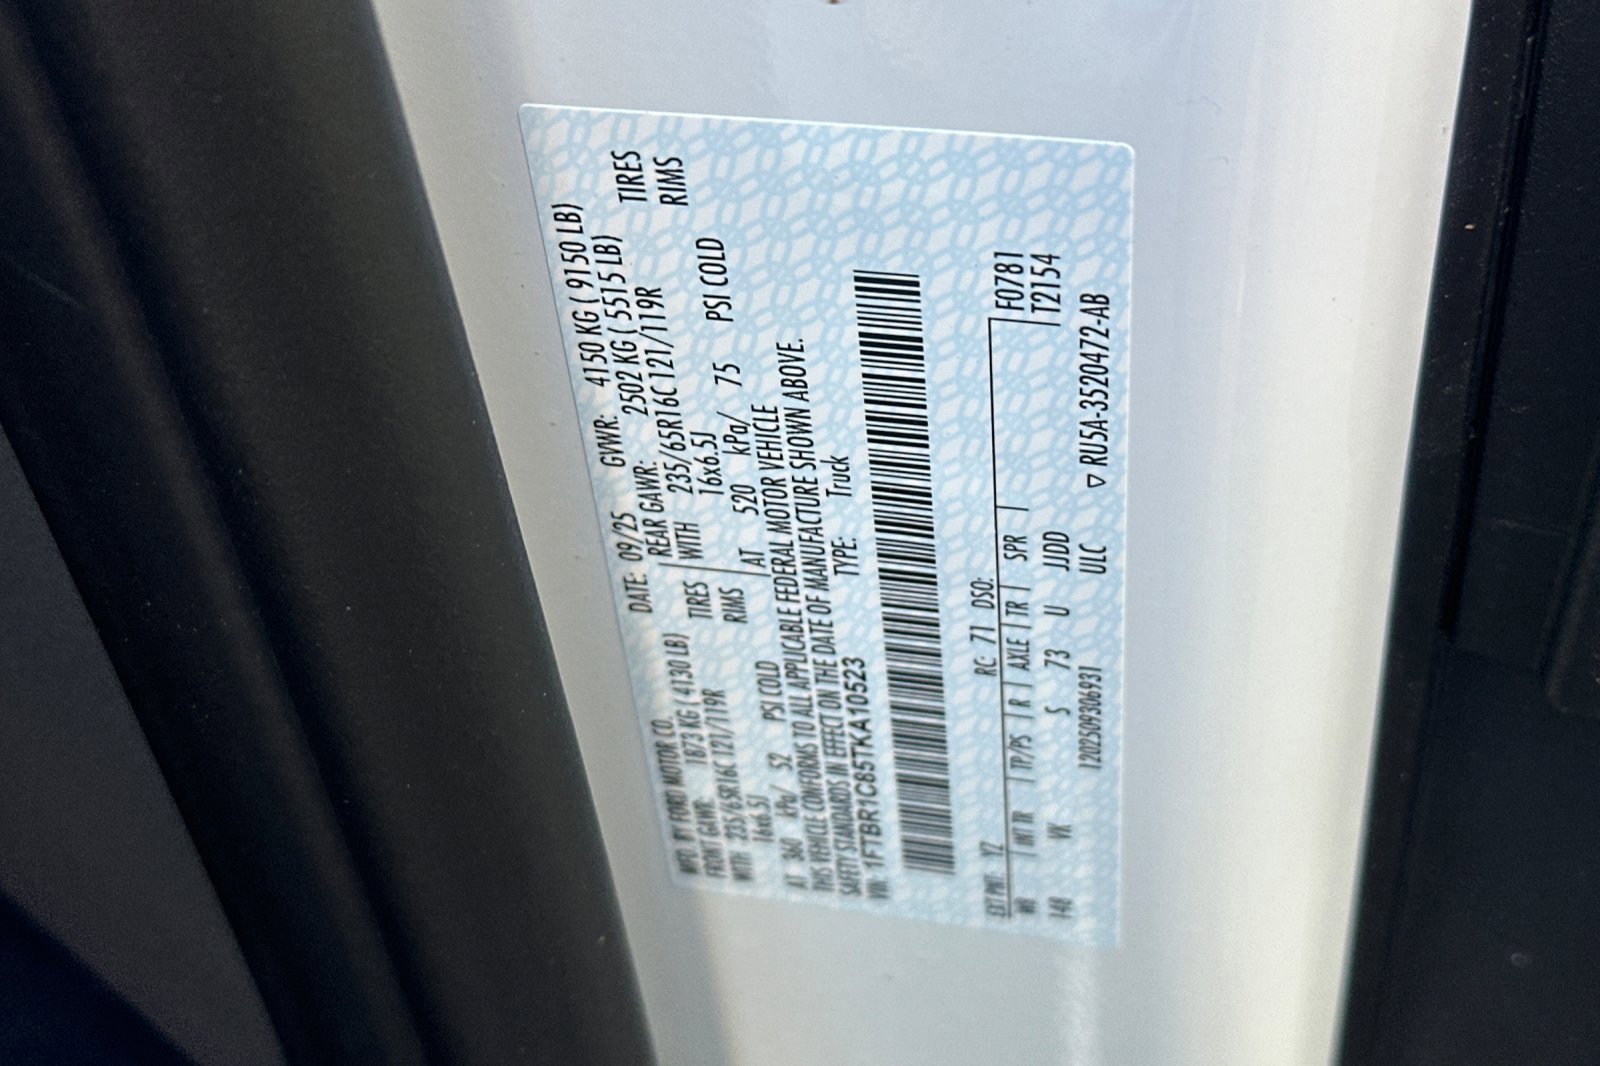 MFD. BY FORD MOTOR CO.
DATE: 09/25 GVWR: 4150 KG ( 9150 LB)
FRONT GAWR: 1873 KG ( 4130 LB)
REAR GAWR: 2502 KG ( 5515 LB)
WITH 235/65R16C 121/119R TIRES
WITH 235/65R16C 121/119R TIRES
16x6.5J RIMS
16x6.5J RIMS
AT 360 kPa/ 52 PSI COLD
AT 520 kPa/ 75 PSI COLD
THIS VEHICLE CONFORMS TO ALL APPLICABLE FEDERAL MOTOR VEHICLE
SAFETY STANDARDS IN EFFECT ON THE DATE OF MANUFACTURE SHOWN ABOVE.
VIN: 1FTBR1C85TKA10523 TYPE: Truck
F0781
T2154
EXT PNT: YZ RC: 71 DSO:
WB INT TR TP/PS R AXLE TR SPR
148 VK S 73 U JJDD
12022509306931 ULC ▽ RU5A-3520472-AB